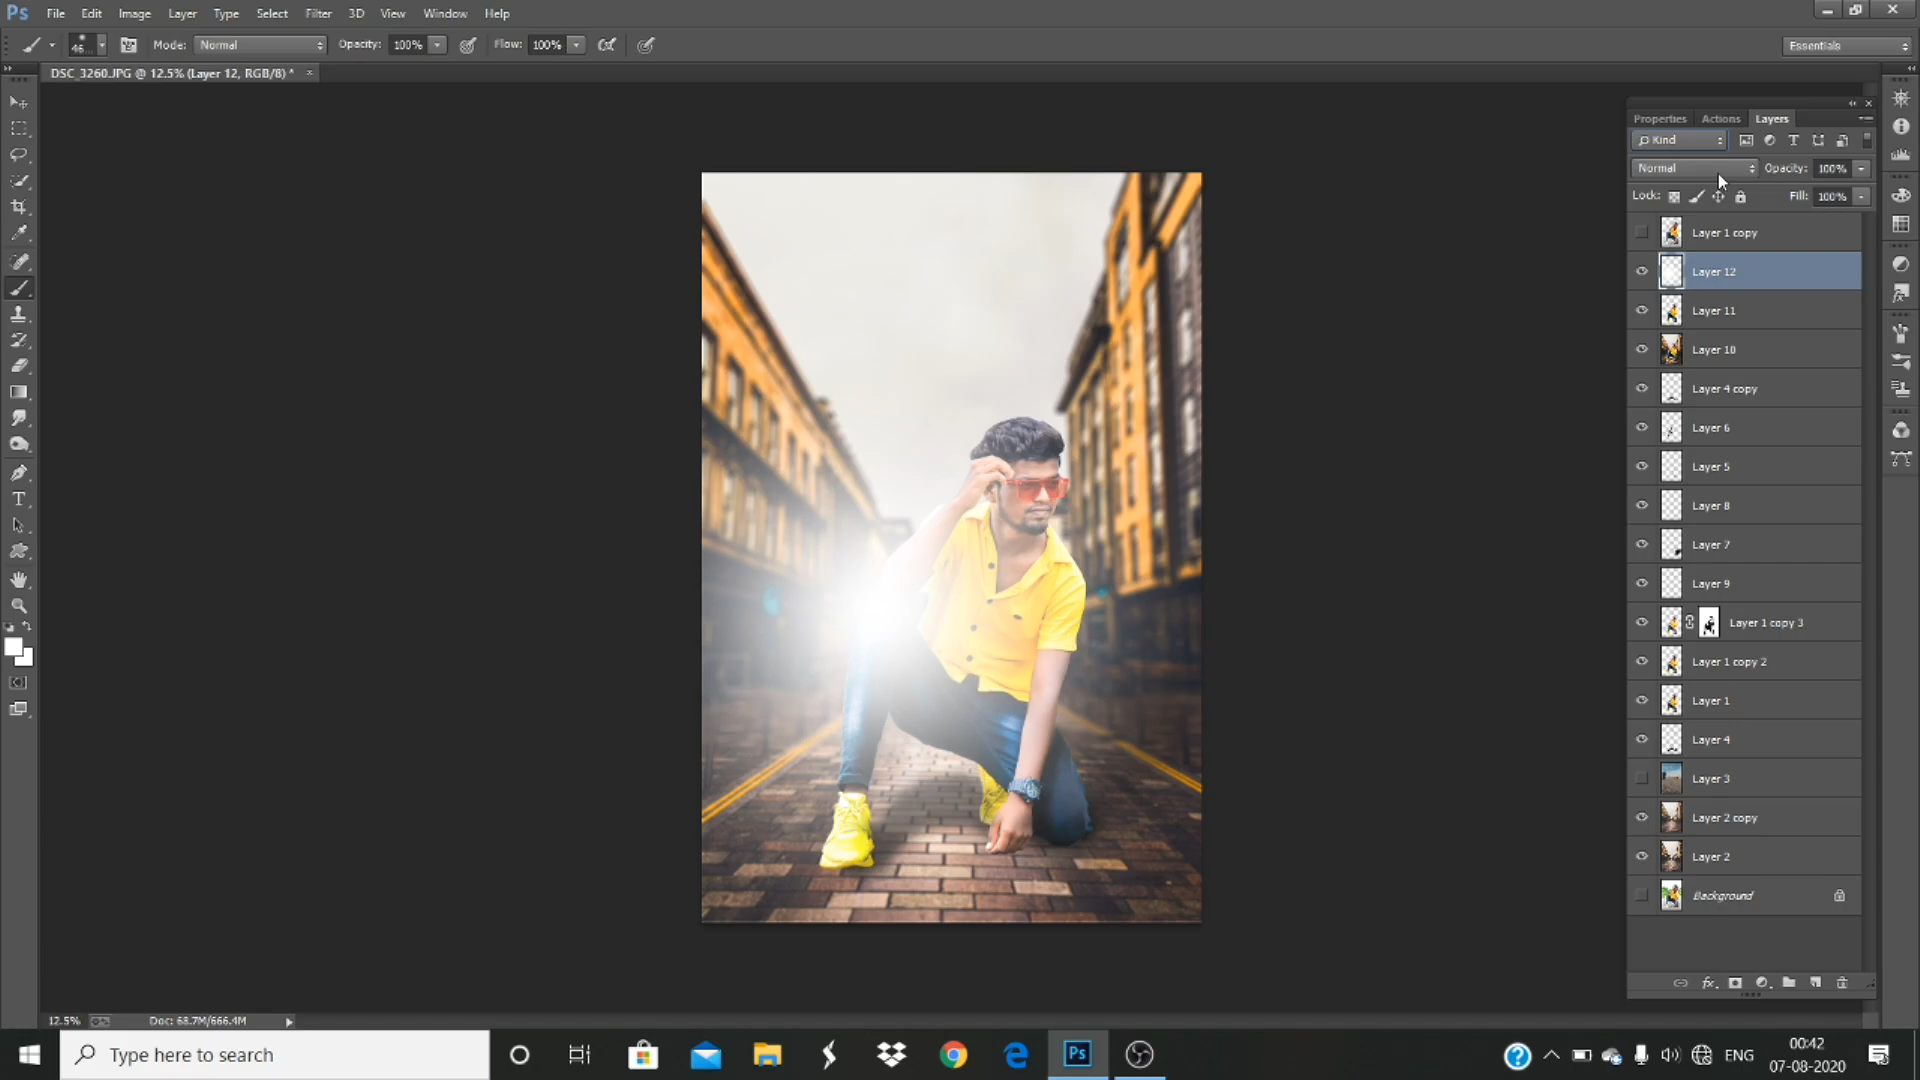 Ps File Edit Image Layer Type Select Filter 3D View Window Help
46... Mode: Normal Opacity: 100% Flow: 100% Essentials
DSC_3260.JPG @ 12.5% (Layer 12, RGB/8) * ×
Properties Actions Layers
Kind T
Normal Opacity: 100%
Lock: Fill: 100%
Layer 1 copy
Layer 12
Layer 11
Layer 10
Layer 4 copy
Layer 6
Layer 5
Layer 8
Layer 7
Layer 9
Layer 1 copy 3
Layer 1 copy 2
Layer 1
Layer 4
Layer 3
Layer 2 copy
Layer 2
Background
fx
12.5% Doc: 68.7M/666.4M
Type here to search
Ps
ENG
00:42
07-08-2020